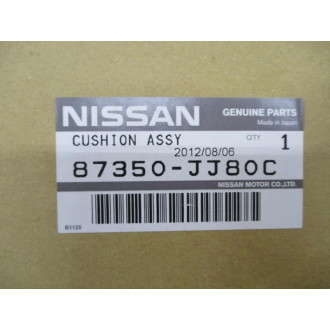 NISSAN
GENUINE PARTS
Made in Japan
CUSHION ASSY
QTY
1
2012/08/06
87350-JJ80C
NISSAN MOTOR CO.,LTD.
B1125